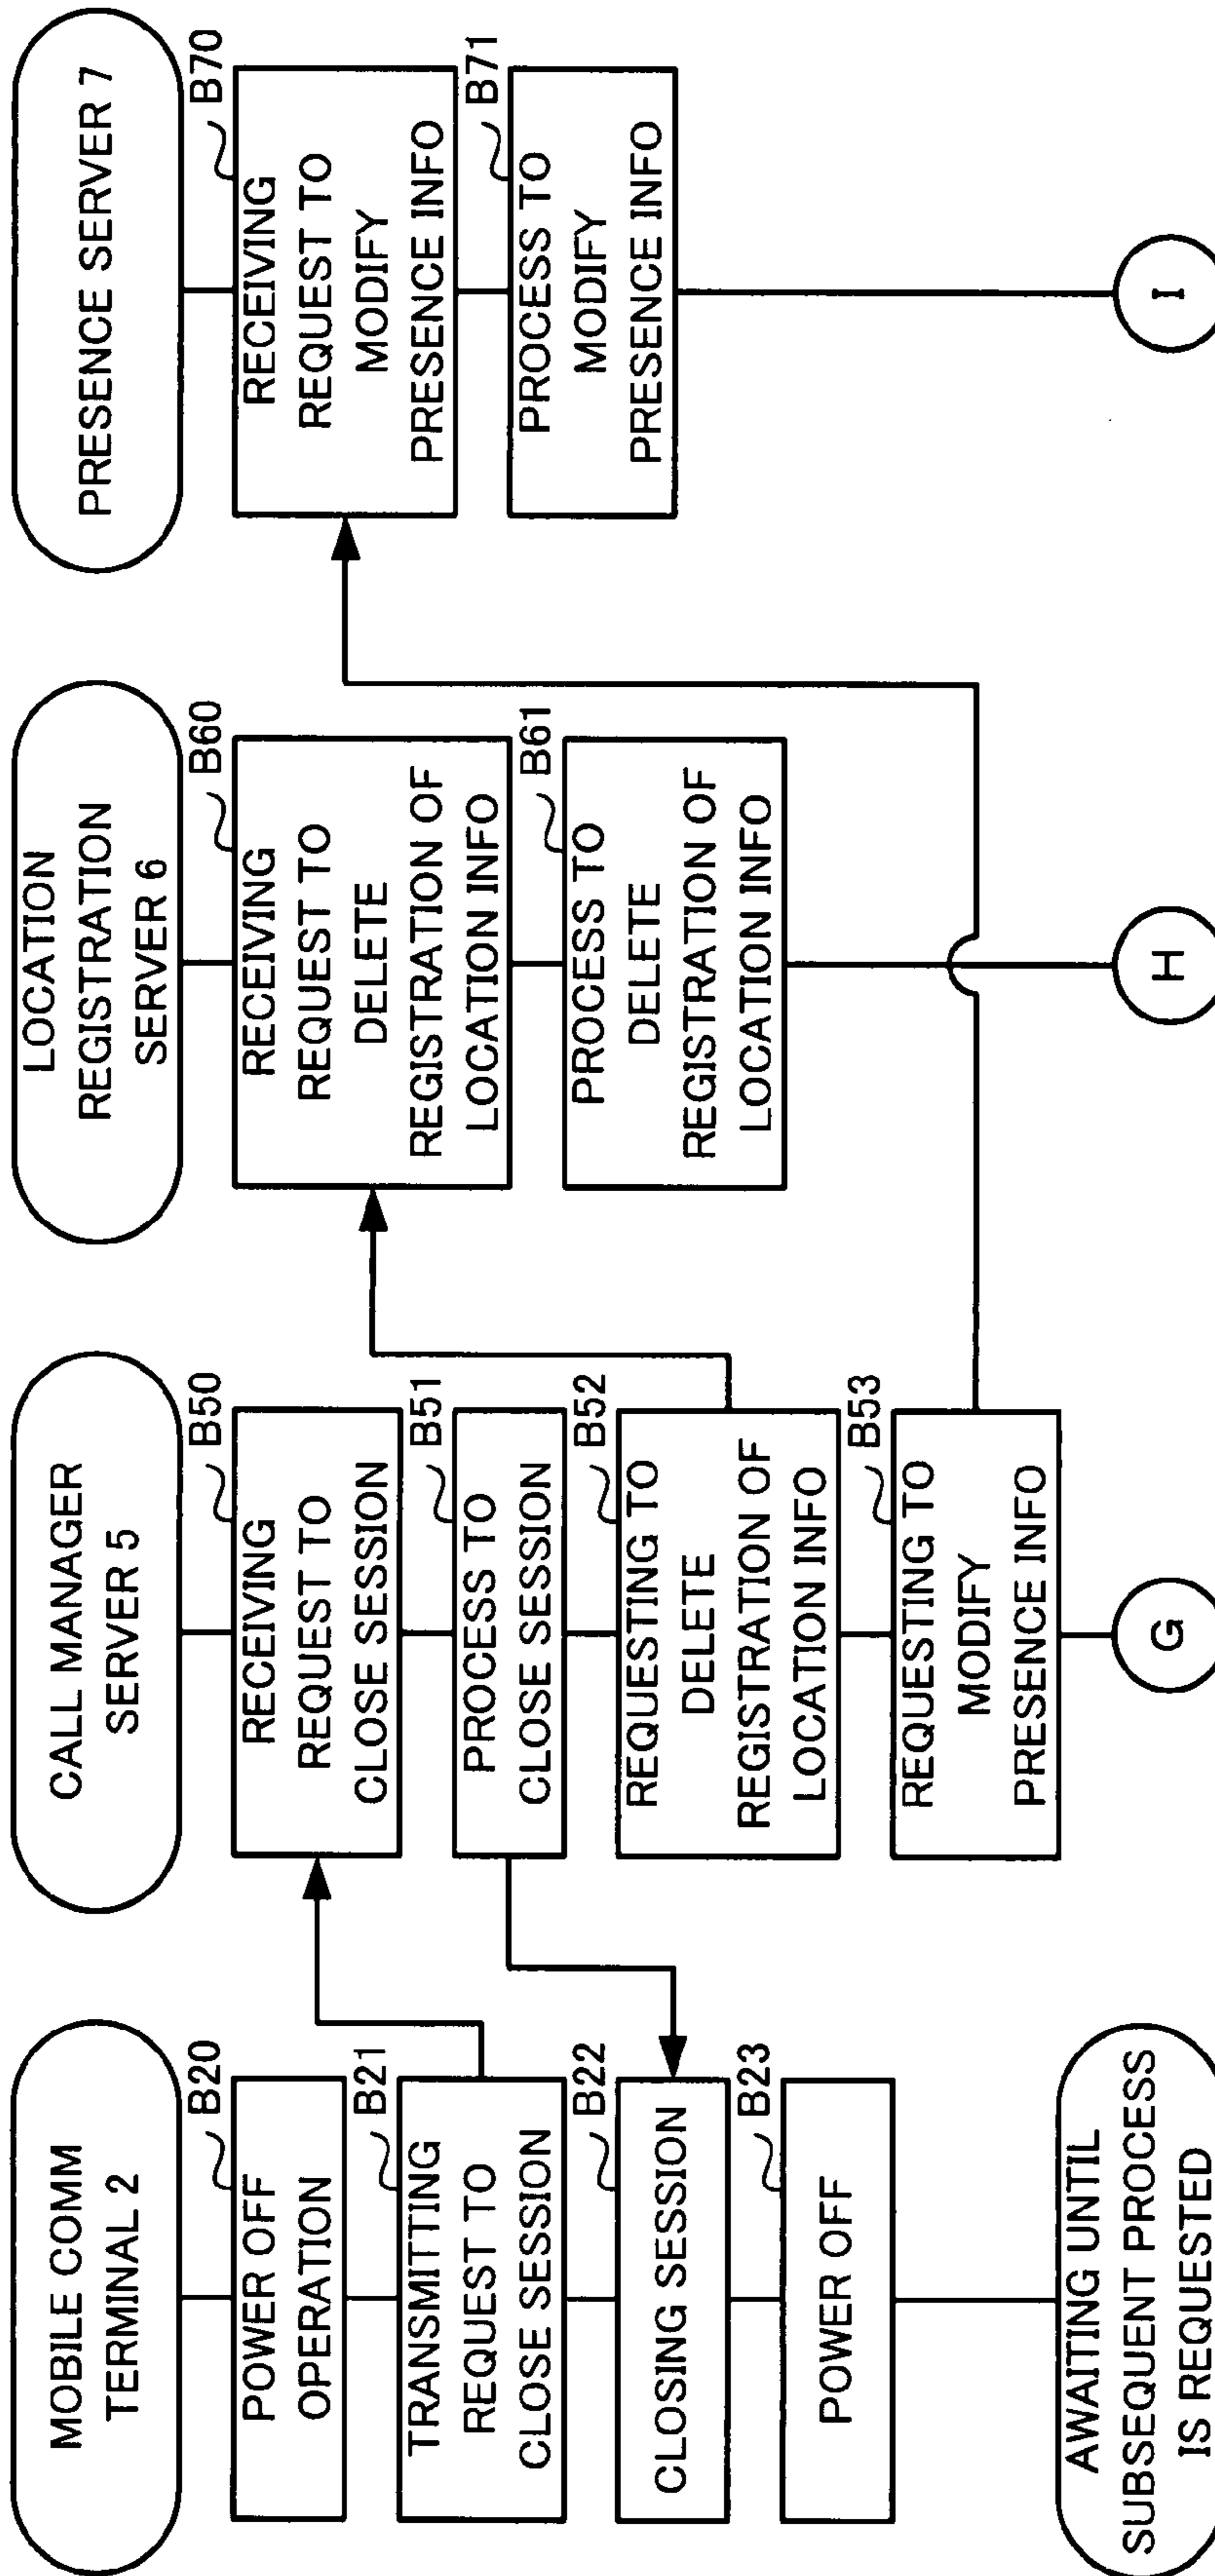 MOBILE COMM
TERMINAL 2
B20
POWER OFF
OPERATION
B21
TRANSMITTING
REQUEST TO
CLOSE SESSION
B22
CLOSING SESSION
B23
POWER OFF
AWAITING UNTIL
SUBSEQUENT PROCESS
IS REQUESTED
CALL MANAGER
SERVER 5
B50
RECEIVING
REQUEST TO
CLOSE SESSION
B51
PROCESS TO
CLOSE SESSION
B52
REQUESTING TO
DELETE
REGISTRATION OF
LOCATION INFO
B53
REQUESTING TO
MODIFY
PRESENCE INFO
G
LOCATION
REGISTRATION
SERVER 6
B60
RECEIVING
REQUEST TO
DELETE
REGISTRATION OF
LOCATION INFO
B61
PROCESS TO
DELETE
REGISTRATION OF
LOCATION INFO
H
PRESENCE SERVER 7
B70
RECEIVING
REQUEST TO
MODIFY
PRESENCE INFO
B71
PROCESS TO
MODIFY
PRESENCE INFO
I